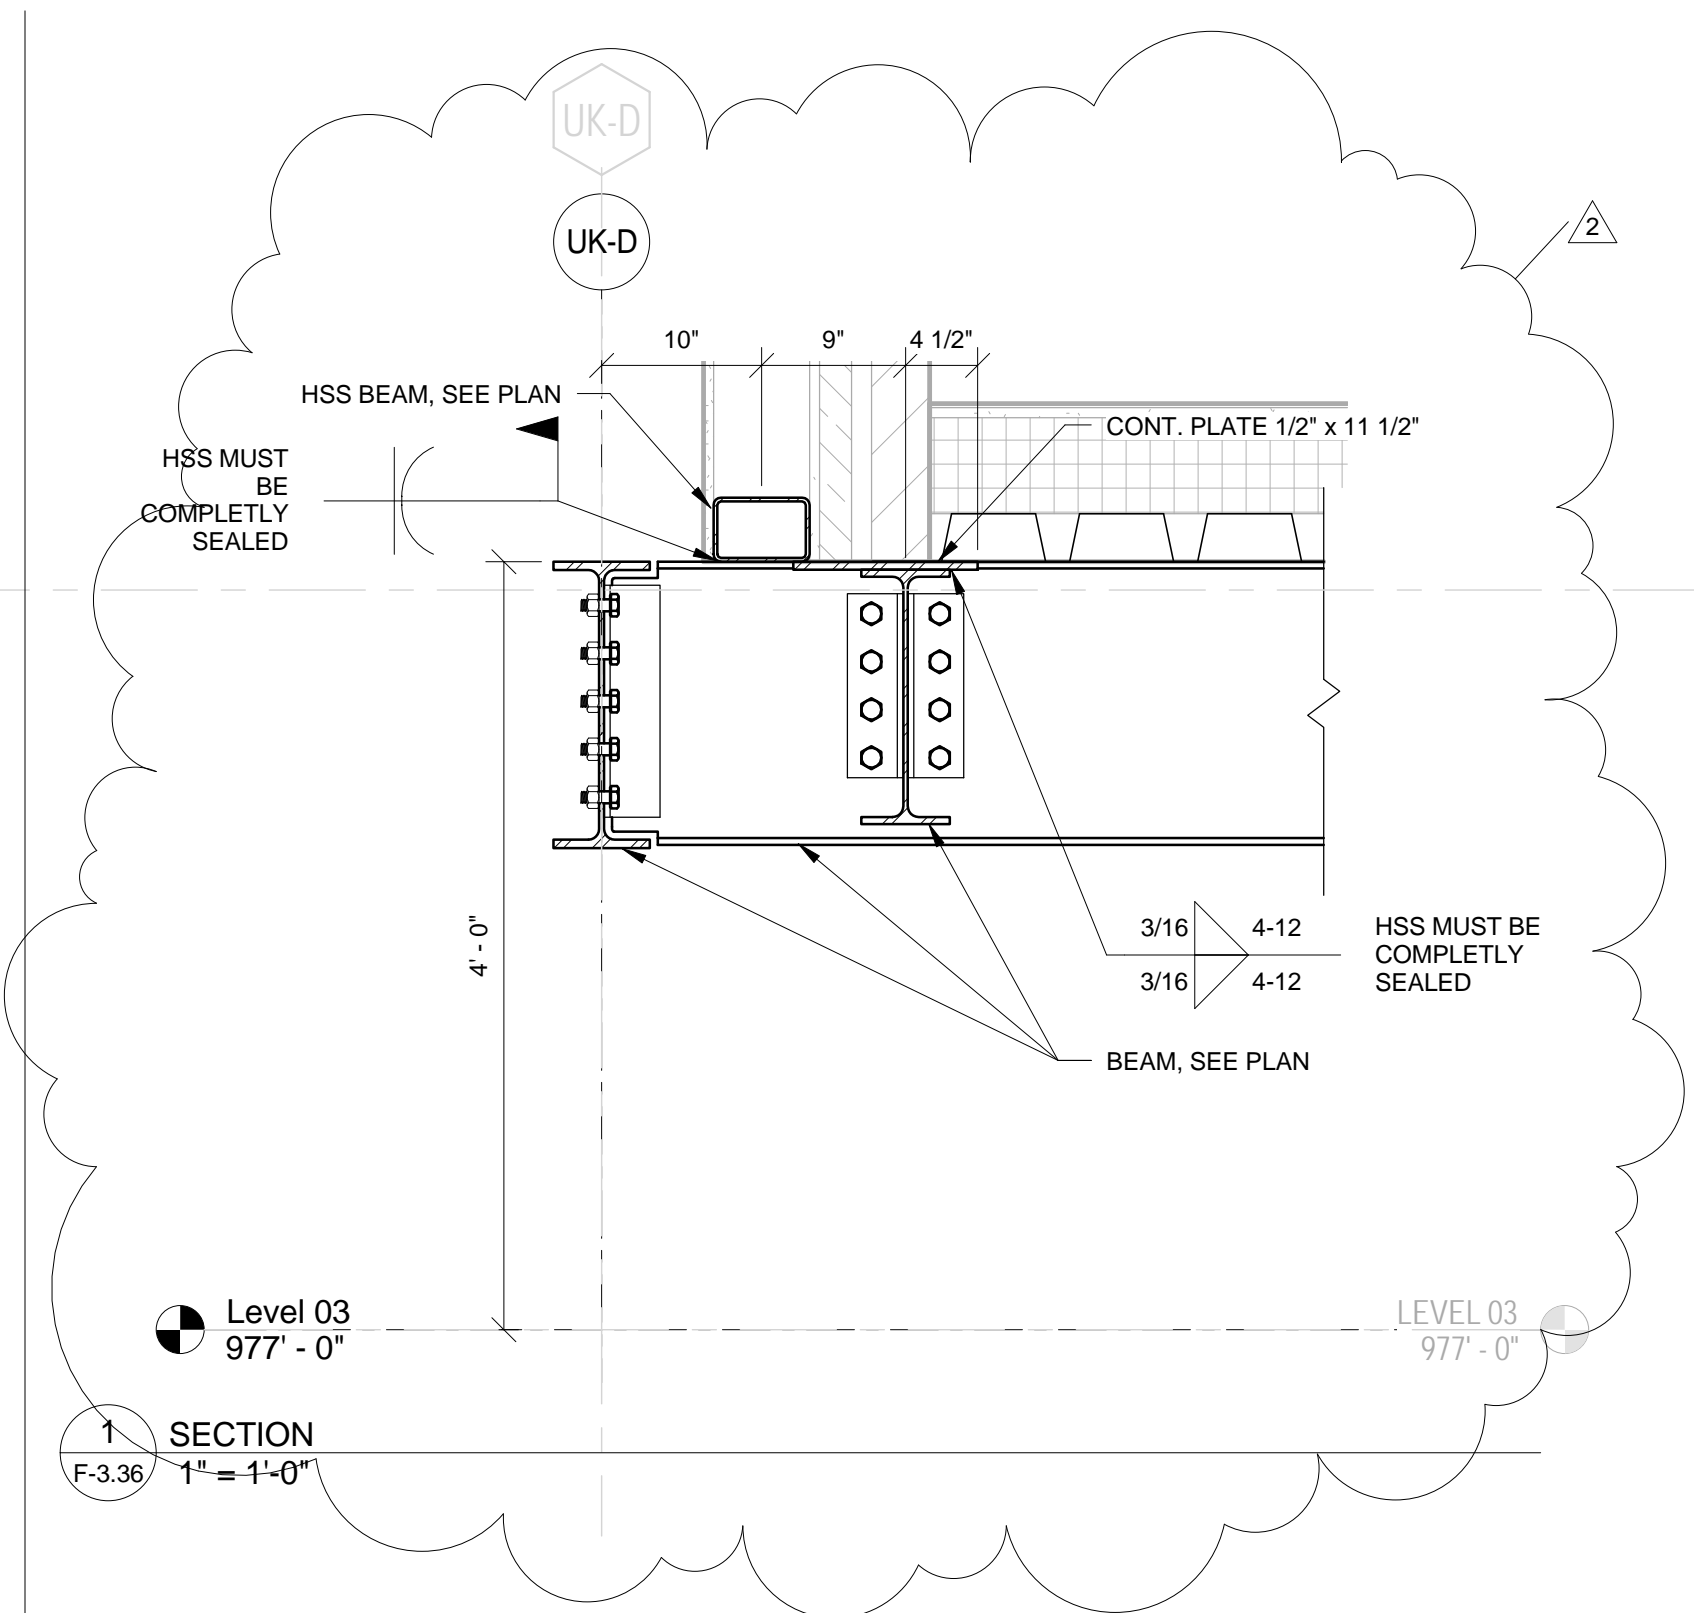 UK-D
UK-D
2
10"
9"
4 1/2"
HSS BEAM, SEE PLAN
CONT. PLATE 1/2" x 11 1/2"
HSS MUST
BE
COMPLETLY
SEALED
4' - 0"
3/16
4-12
3/16
4-12
HSS MUST BE
COMPLETLY
SEALED
BEAM, SEE PLAN
Level 03
977' - 0"
LEVEL 03
977' - 0"
1
SECTION
F-3.36
1" = 1'-0"